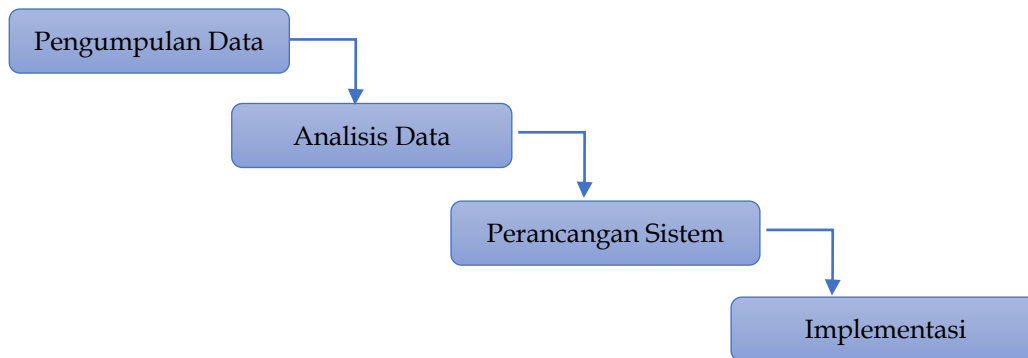 Pengumpulan Data
Analisis Data
Perancangan Sistem
Implementasi